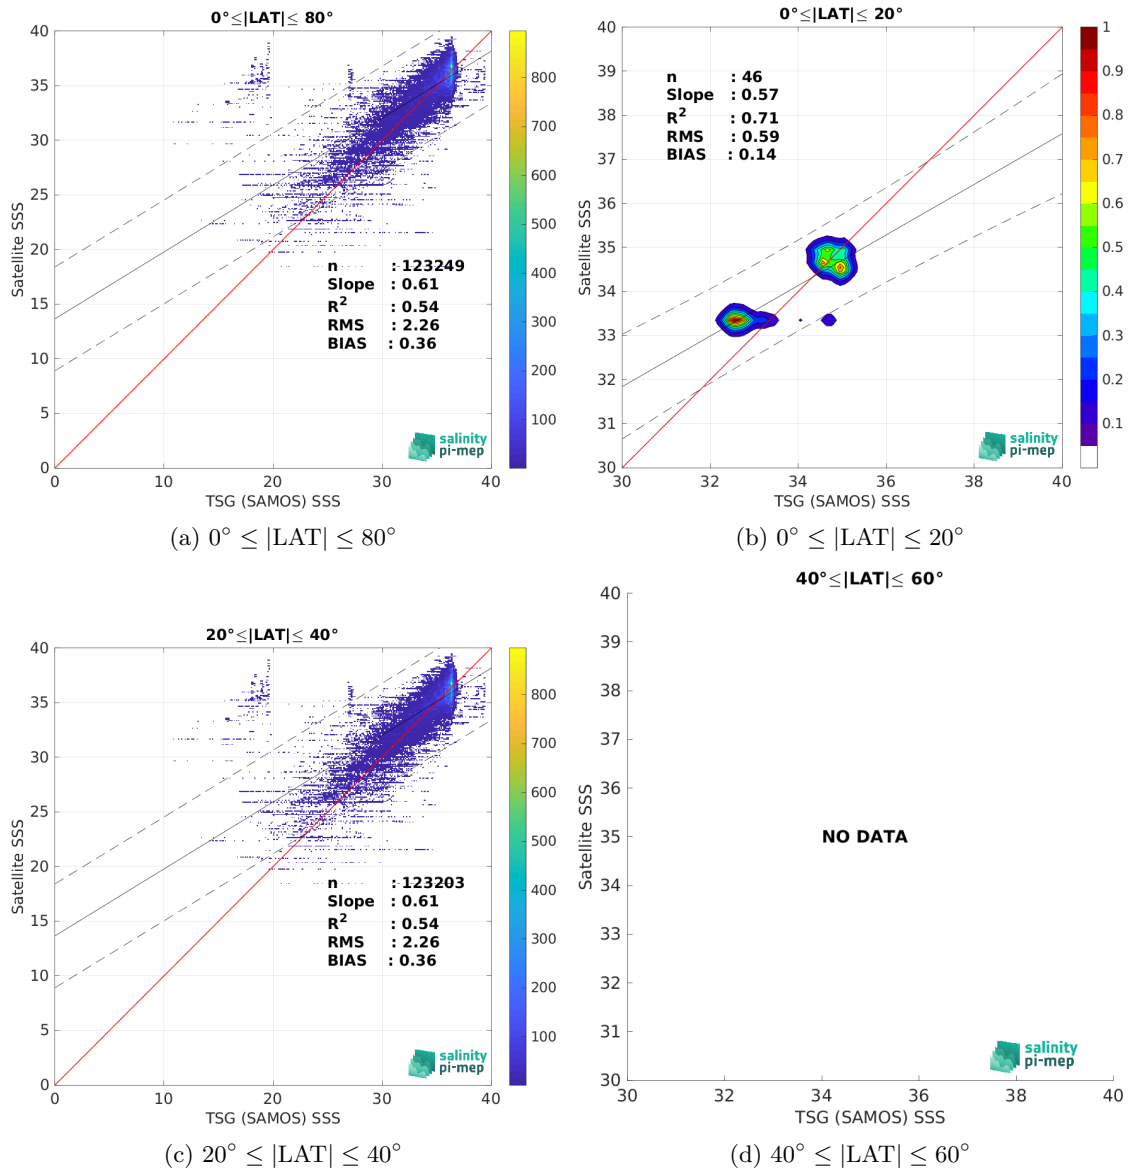 0°≤|LAT|≤ 80°
40
35
30
25
20
15
10
5
0
Satellite SSS
n : 123249
Slope : 0.61
R² : 0.54
RMS : 2.26
BIAS : 0.36
salinity
pi-mep
0 10 20 30 40
TSG (SAMOS) SSS
800
700
600
500
400
300
200
100
(a) 0° ≤ |LAT| ≤ 80°
0°≤|LAT|≤ 20°
40
39
38
37
36
35
34
33
32
31
30
Satellite SSS
n : 46
Slope : 0.57
R² : 0.71
RMS : 0.59
BIAS : 0.14
salinity
pi-mep
30 32 34 36 38 40
TSG (SAMOS) SSS
1
0.9
0.8
0.7
0.6
0.5
0.4
0.3
0.2
0.1
(b) 0° ≤ |LAT| ≤ 20°
20°≤|LAT|≤ 40°
40
35
30
25
20
15
10
5
0
Satellite SSS
n : 123203
Slope : 0.61
R² : 0.54
RMS : 2.26
BIAS : 0.36
salinity
pi-mep
0 10 20 30 40
TSG (SAMOS) SSS
800
700
600
500
400
300
200
100
(c) 20° ≤ |LAT| ≤ 40°
40°≤|LAT|≤ 60°
40
39
38
37
36
35
34
33
32
31
30
Satellite SSS
NO DATA
salinity
pi-mep
30 32 34 36 38 40
TSG (SAMOS) SSS
(d) 40° ≤ |LAT| ≤ 60°